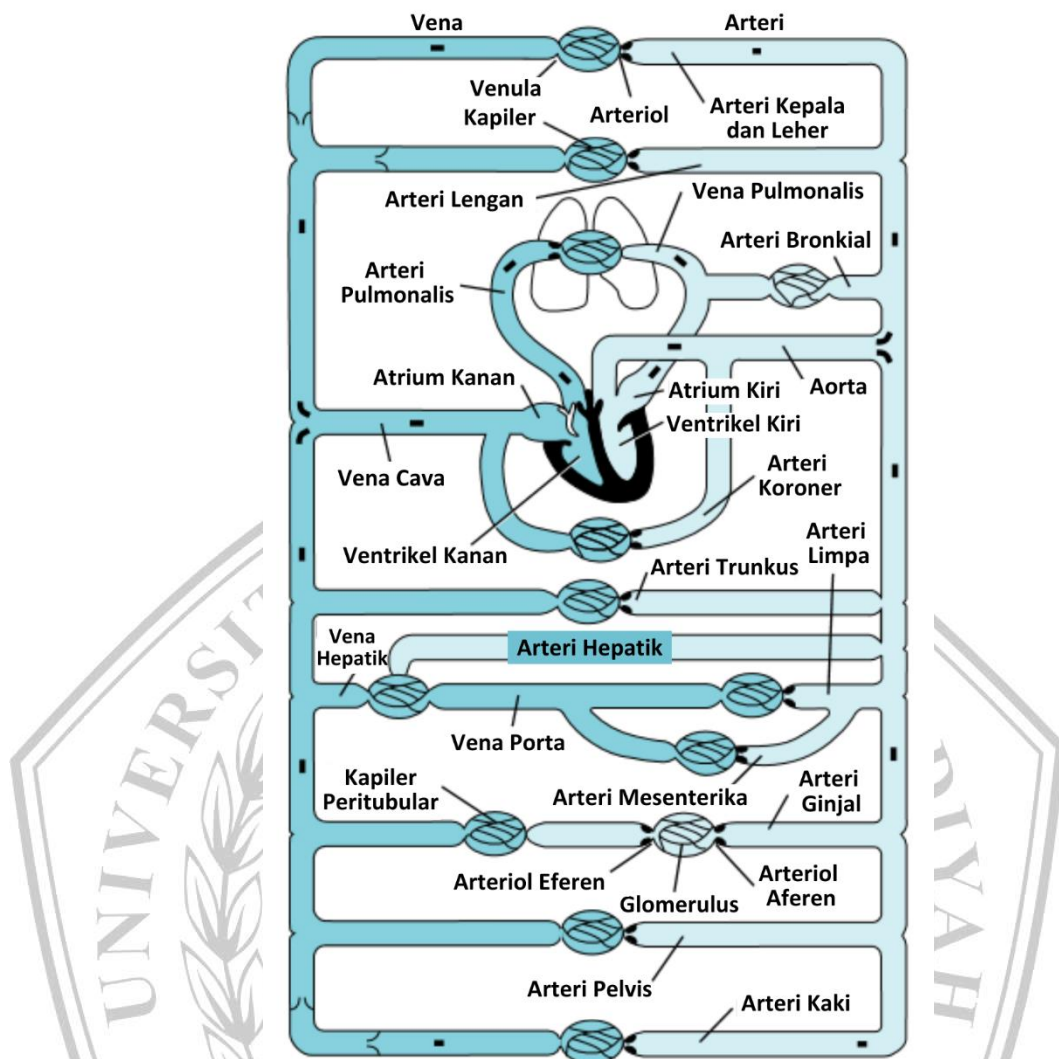 Vena
Arteri
Venula
Kapiler
Arteriol
Arteri Kepala
dan Leher
Arteri Lengan
Vena Pulmonalis
Arteri Bronkial
Arteri
Pulmonalis
Atrium Kanan
Atrium Kiri
Aorta
Ventrikel Kiri
Vena Cava
Arteri
Koroner
Ventrikel Kanan
Arteri
Limpa
Arteri Trunkus
Vena
Hepatik
Arteri Hepatik
Vena Porta
Kapiler
Peritubular
Arteri Mesenterika
Arteri
Ginjal
Arteriol Eferen
Glomerulus
Arteriol
Aferen
Arteri Pelvis
Arteri Kaki
UNIVERSIT
DIYAH